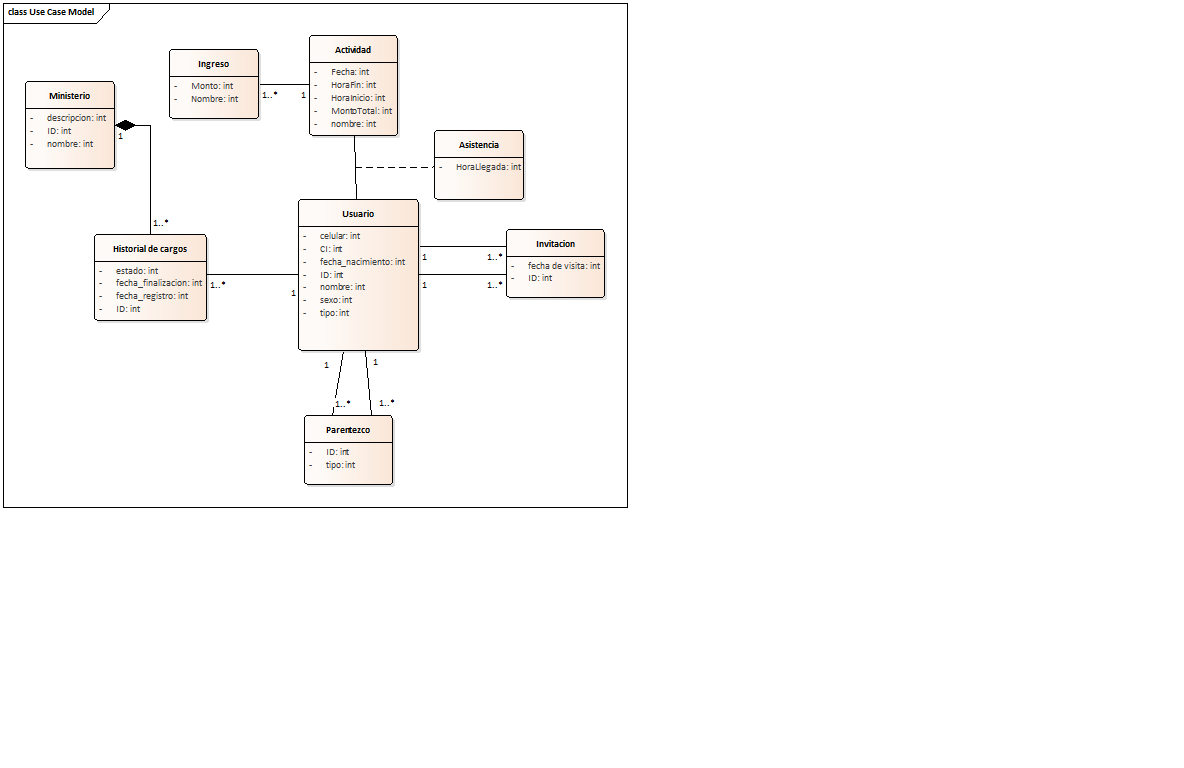 class Use Case Model
Actividad
- Fecha: int
- HoraFin: int
- HoraInicio: int
- MontoTotal: int
- nombre: int
Ingreso
- Monto: int
- Nombre: int
1..*
1
Ministerio
- descripcion: int
- ID: int
- nombre: int
1
1..*
Asistencia
- HoraLlegada: int
Usuario
- celular: int
- CI: int
- fecha_nacimiento: int
- ID: int
- nombre: int
- sexo: int
- tipo: int
Historial de cargos
- estado: int
- fecha_finalizacion: int
- fecha_registro: int
- ID: int
1..*
1
Invitacion
- fecha de visita: int
- ID: int
1
1..*
1
1..*
1
1
1..*
1..*
Parentezco
- ID: int
- tipo: int